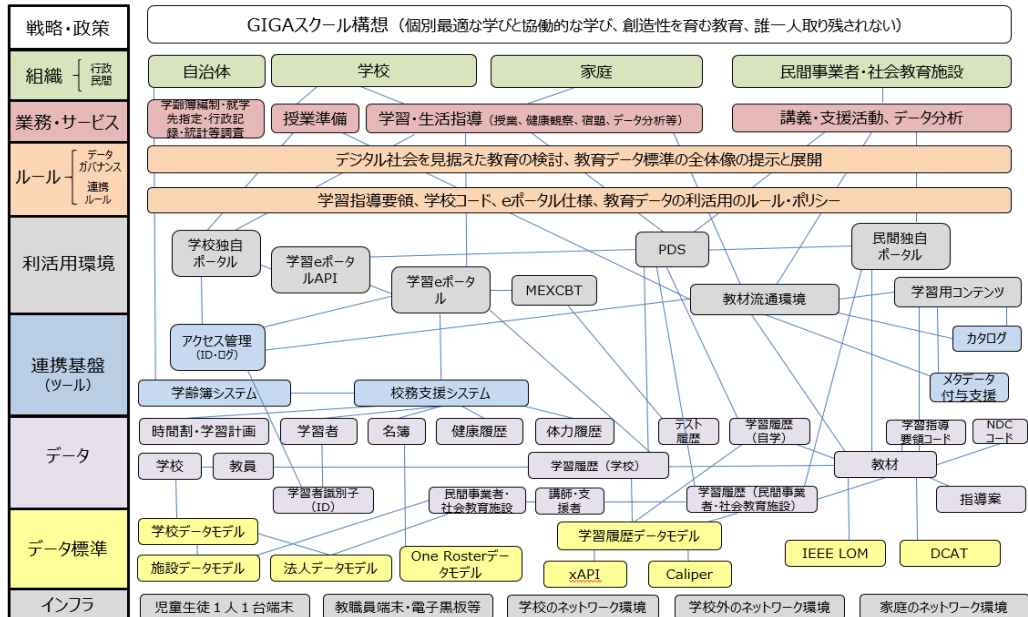 戦略・政策
GIGAスクール構想（個別最適な学びと協働的な学び、創造性を育む教育、誰一人取り残されない）
組織
行政
民間
自治体
学校
家庭
民間事業者・社会教育施設
業務・サービス
学齢簿編制・就学
先指定・行政記
録・統計等調査
授業準備
学習・生活指導（授業、健康観察、宿題、データ分析等）
講義・支援活動、データ分析
ルール
データ
ガバナンス
連携
ルール
デジタル社会を見据えた教育の検討、教育データ標準の全体像の提示と展開
学習指導要領、学校コード、eポータル仕様、教育データの利活用のルール・ポリシー
利活用環境
学校独自
ポータル
学習eポータ
ルAPI
学習eポータ
ル
MEXCBT
PDS
民間独自
ポータル
教材流通環境
学習用コンテンツ
連携基盤
（ツール）
アクセス管理
（ID・ログ）
カタログ
メタデータ
付与支援
学齢簿システム
校務支援システム
データ
時間割・学習計画
学習者
名簿
健康履歴
体力履歴
テスト
履歴
学習履歴
（自学）
学習指導
要領コード
NDC
コード
学校
教員
学習履歴（学校）
教材
学習者識別子
（ID）
民間事業者・
社会教育施設
講師・支
援者
学習履歴（民間事業
者・社会教育施設）
指導案
データ標準
学校データモデル
学習履歴データモデル
施設データモデル
法人データモデル
One Rosterデー
タモデル
xAPI
Caliper
IEEE LOM
DCAT
インフラ
児童生徒１人１台端末
教職員端末・電子黒板等
学校のネットワーク環境
学校外のネットワーク環境
家庭のネットワーク環境